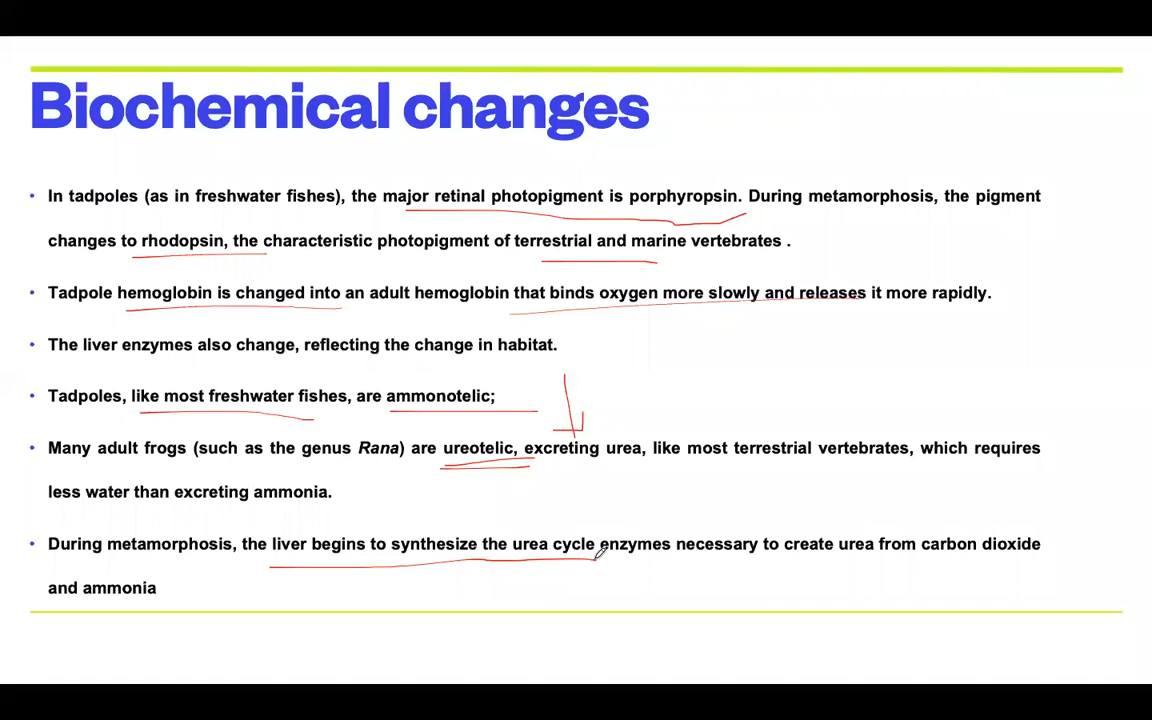 Biochemical changes
• In tadpoles (as in freshwater fishes), the major retinal photopigment is porphyropsin. During metamorphosis, the pigment
changes to rhodopsin, the characteristic photopigment of terrestrial and marine vertebrates .
• Tadpole hemoglobin is changed into an adult hemoglobin that binds oxygen more slowly and releases it more rapidly.
• The liver enzymes also change, reflecting the change in habitat.
• Tadpoles, like most freshwater fishes, are ammonotelic;
• Many adult frogs (such as the genus Rana) are ureotelic, excreting urea, like most terrestrial vertebrates, which requires
less water than excreting ammonia.
• During metamorphosis, the liver begins to synthesize the urea cycle enzymes necessary to create urea from carbon dioxide
and ammonia